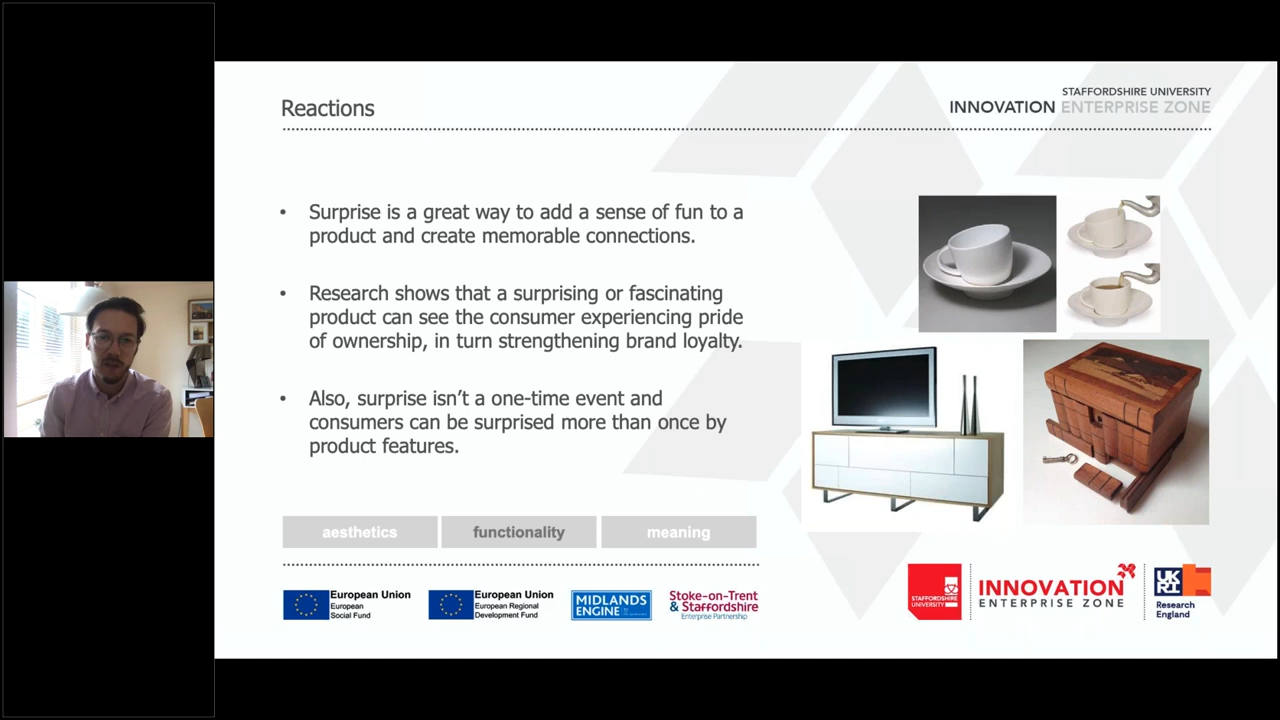 Reactions
STAFFORDSHIRE UNIVERSITY
INNOVATION ENTERPRISE ZONE
• Surprise is a great way to add a sense of fun to a
product and create memorable connections.
• Research shows that a surprising or fascinating
product can see the consumer experiencing pride
of ownership, in turn strengthening brand loyalty.
• Also, surprise isn’t a one-time event and
consumers can be surprised more than once by
product features.
aesthetics
functionality
meaning
European Union
European
Social Fund
European Union
European Regional
Development Fund
MIDLANDS
ENGINE
Stoke-on-Trent
& Staffordshire
Enterprise Partnership
STAFFORDSHIRE
UNIVERSITY
INNOVATION
ENTERPRISE ZONE
UK
RI
Research
England